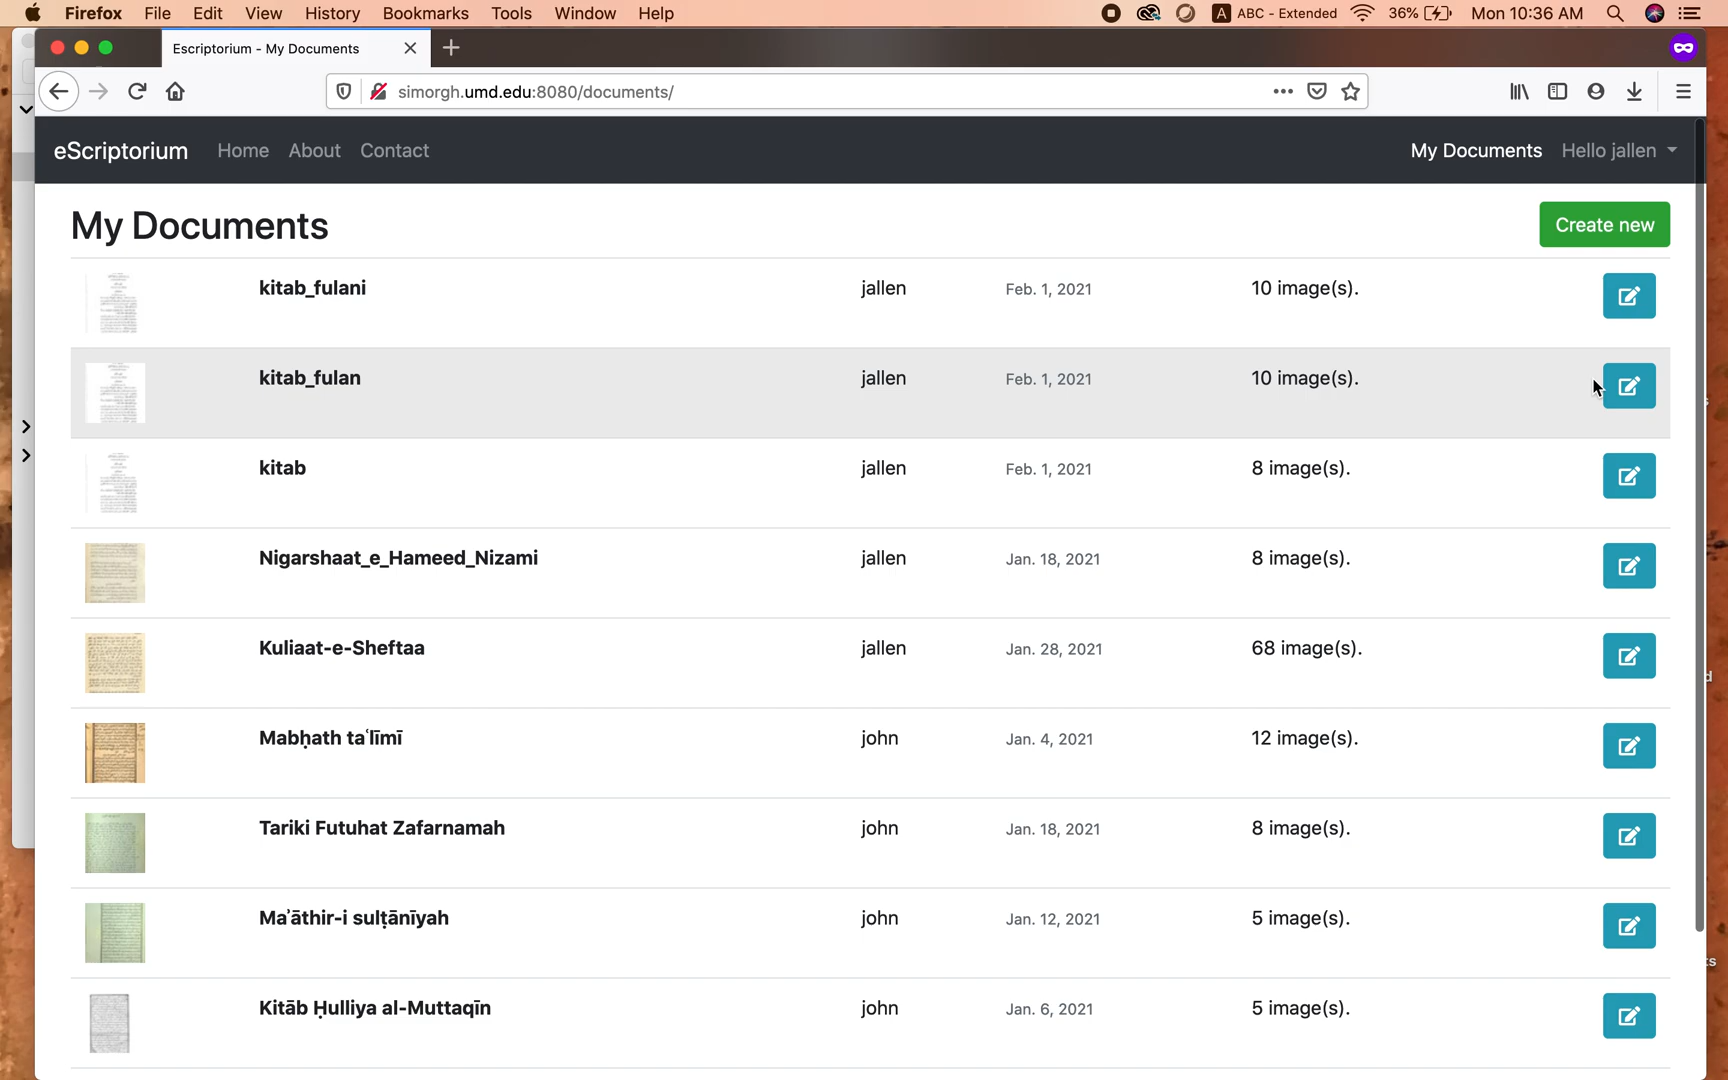 Firefox File Edit View History Bookmarks Tools Window Help A ABC - Extended 36% Mon 10:36 AM
Escriptorium - My Documents
simorgh.umd.edu:8080/documents/
eScriptorium Home About Contact My Documents Hello jallen
My Documents Create new
kitab_fulani jallen Feb. 1, 2021 10 image(s).
kitab_fulan jallen Feb. 1, 2021 10 image(s).
kitab jallen Feb. 1, 2021 8 image(s).
Nigarshaat_e_Hameed_Nizami jallen Jan. 18, 2021 8 image(s).
Kuliaat-e-Sheftaa jallen Jan. 28, 2021 68 image(s).
Mabḥath taʿlīmī john Jan. 4, 2021 12 image(s).
Tariki Futuhat Zafarnamah john Jan. 18, 2021 8 image(s).
Maʾāthir-i sulṭānīyah john Jan. 12, 2021 5 image(s).
Kitāb Ḥulliya al-Muttaqīn john Jan. 6, 2021 5 image(s).